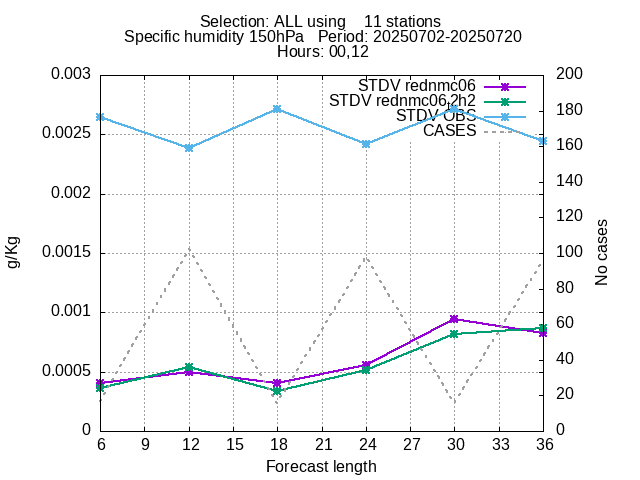 Selection: ALL using    11 stations
Specific humidity 150hPa   Period: 20250702-20250720
Hours: 00,12
STDV rednmc06
STDV rednmc06_2h2
STDV OBS
CASES
0.003
0.0025
0.002
0.0015
0.001
0.0005
0
g/Kg
200
180
160
140
120
100
80
60
40
20
0
No cases
6 9 12 15 18 21 24 27 30 33 36
Forecast length